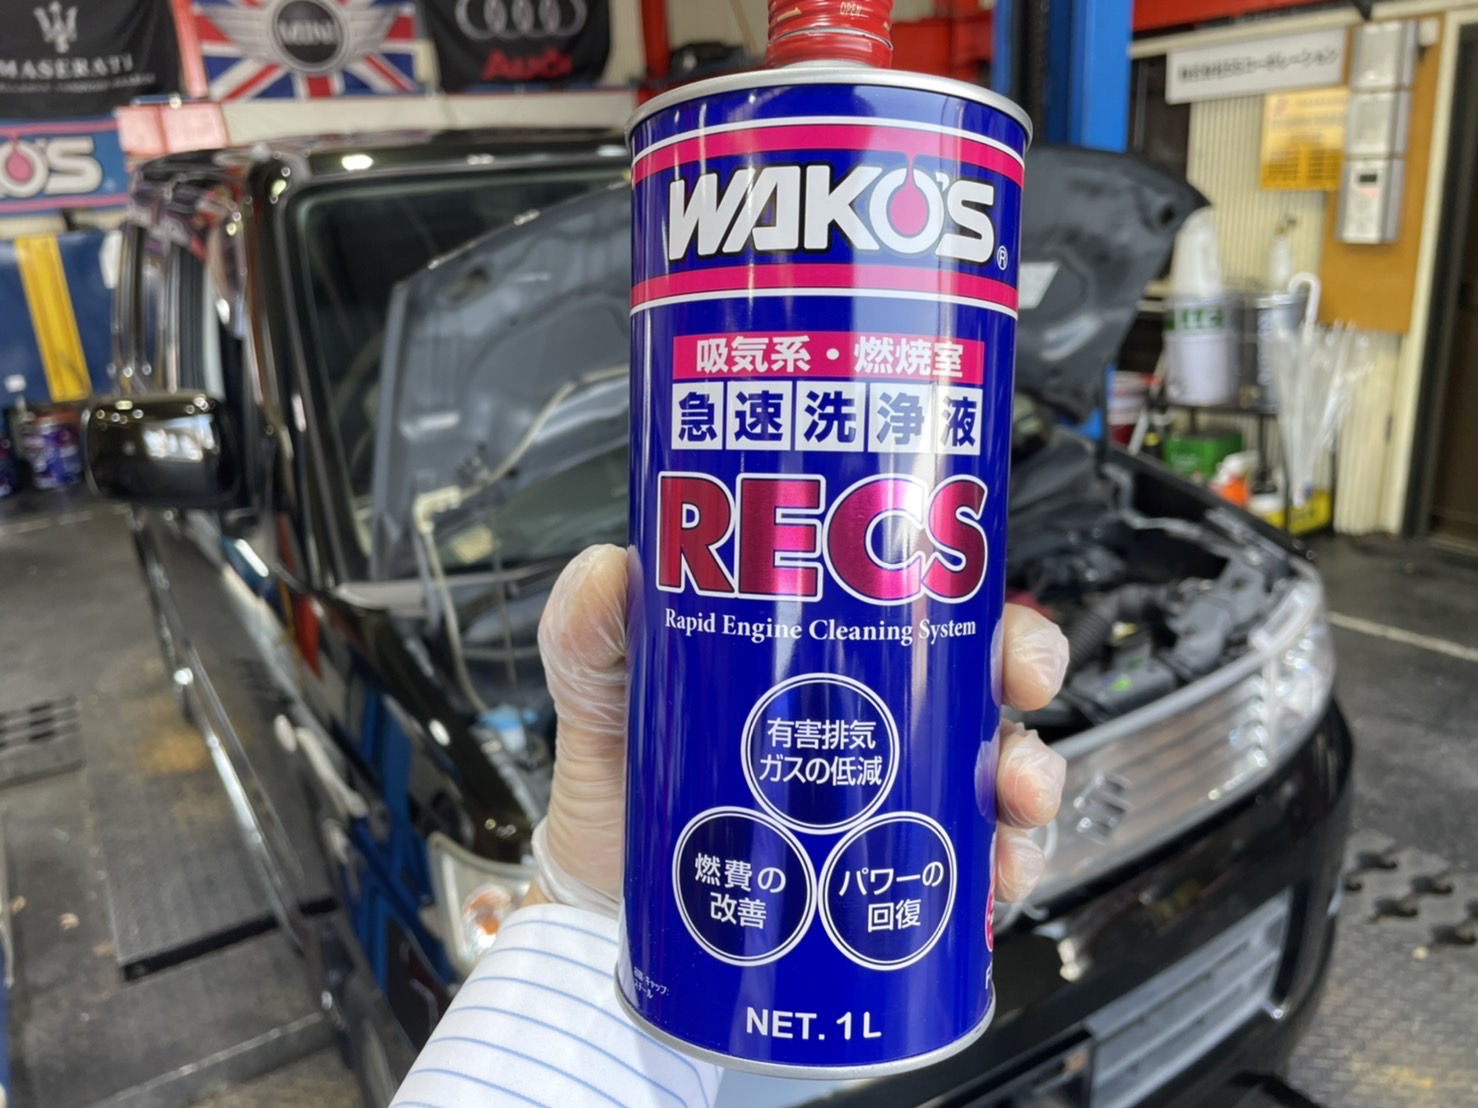 OPEN
MASERATI
MINI
Audi
WAKO'S®
吸気系・燃焼室
急速洗浄液
RECS
Rapid Engine Cleaning System
有害排気
ガスの低減
燃費の
改善
パワーの
回復
NET. 1L